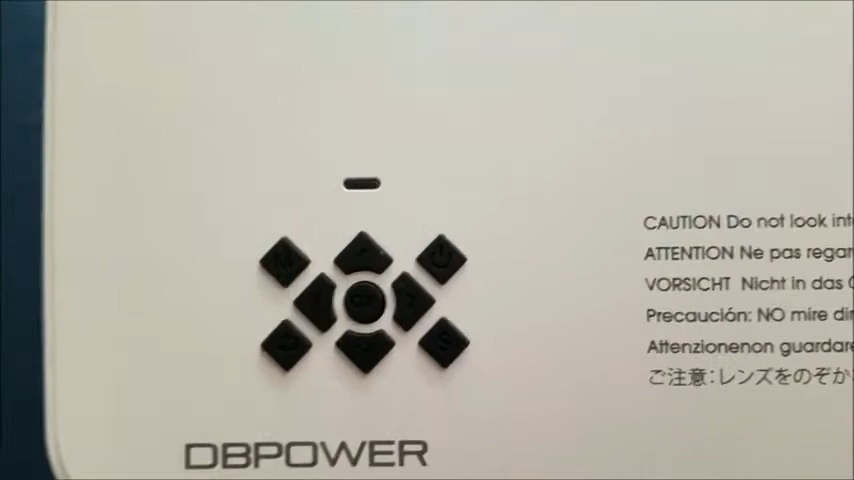 CAUTION Do not look int
ATTENTION Ne pas regar
VORSICHT Nicht in das
Precaución: NO mire di
Attenzionenon guardare
ご注意:レンズをのぞか
DBPOWER